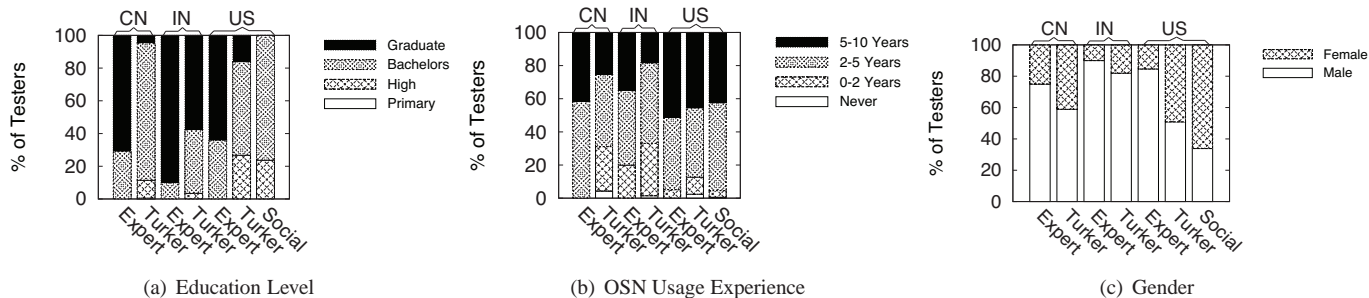 CN IN US
100
80
60
40
20
0
% of Testers
Expert
Turker
Expert
Turker
Expert
Turker
Social
Graduate
Bachelors
High
Primary
(a) Education Level
CN IN US
100
80
60
40
20
0
% of Testers
Expert
Turker
Expert
Turker
Expert
Turker
Social
5-10 Years
2-5 Years
0-2 Years
Never
(b) OSN Usage Experience
CN IN US
100
80
60
40
20
0
% of Testers
Expert
Turker
Expert
Turker
Expert
Turker
Social
Female
Male
(c) Gender